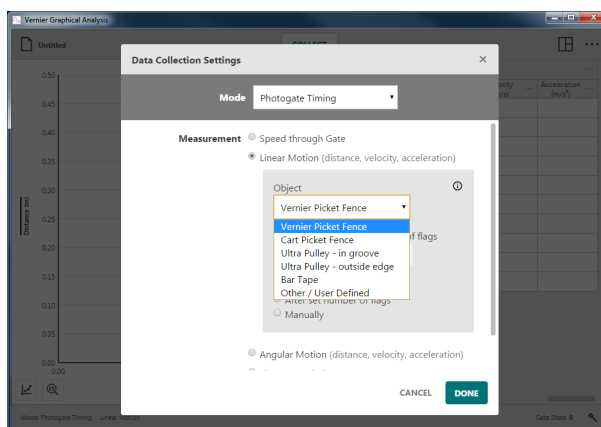 Vernier Graphical Analysis
Untitled
COLLECT
Data Collection Settings
Mode
Photogate Timing
Measurement
Speed through Gate
Linear Motion (distance, velocity, acceleration)
Object
Vernier Picket Fence
Vernier Picket Fence
Cart Picket Fence
Ultra Pulley - in groove
Ultra Pulley - outside edge
Bar Tape
Other / User Defined
of flags
After set number of flags
Manually
Angular Motion (distance, velocity, acceleration)
CANCEL
DONE
Acceleration
(m/s²)
Distance (m)
0.50
0.45
0.40
0.35
0.30
0.25
0.20
0.15
0.10
0.05
0.00
0.00
Mode: Photogate Timing Linear Motion
Gate State: 0